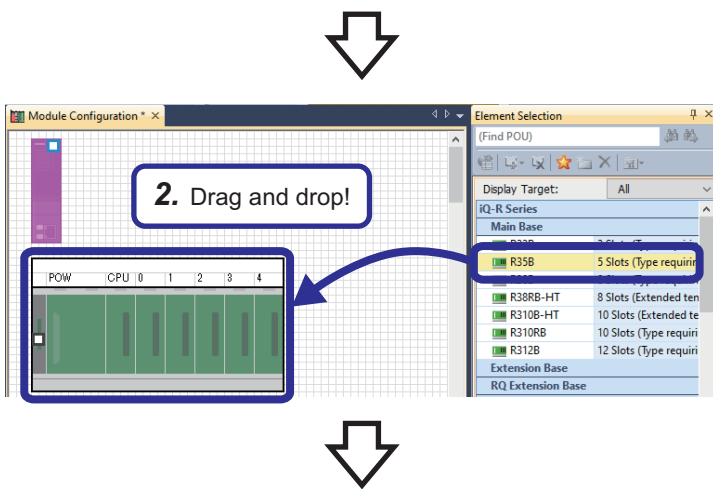 Module Configuration *
Element Selection
(Find POU)
Display Target: All
2. Drag and drop!
iQ-R Series
Main Base
R35B 5 Slots (Type requirin
R38RB-HT 8 Slots (Extended ten
R310B-HT 10 Slots (Extended te
R310RB 10 Slots (Type requiri
R312B 12 Slots (Type requiri
Extension Base
RQ Extension Base
POW CPU 0 1 2 3 4